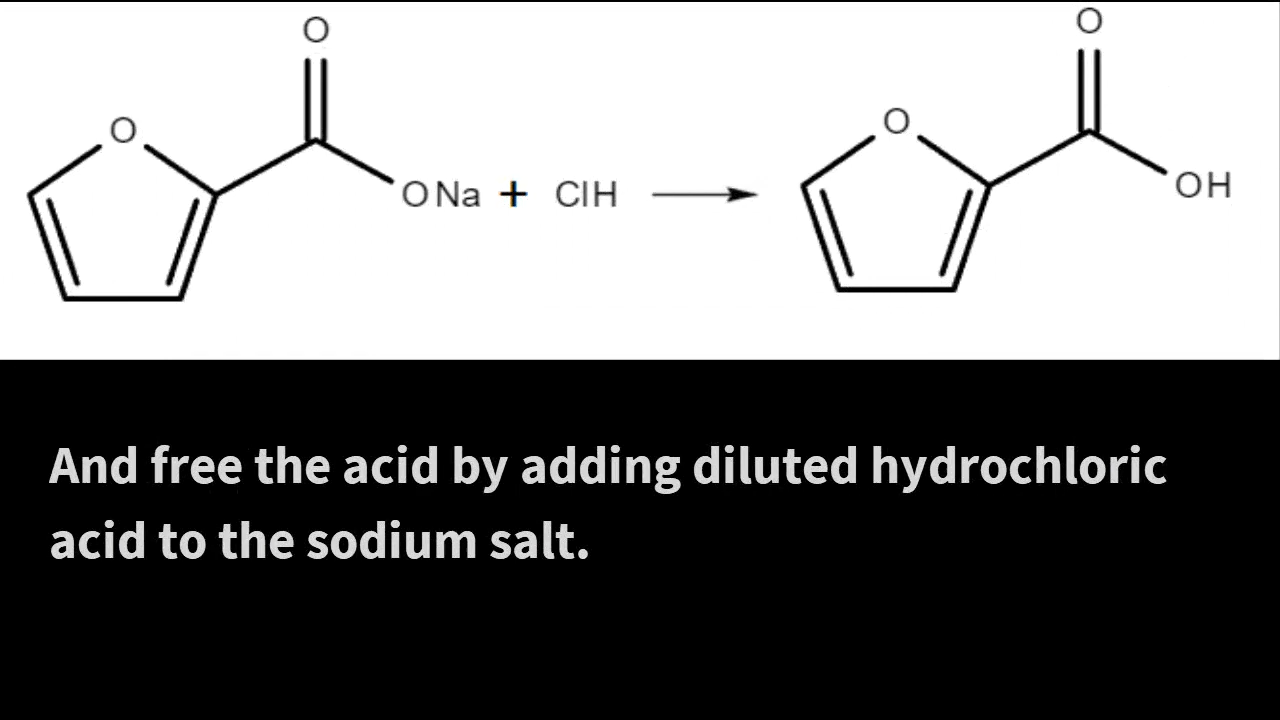 O O
O O
ONa + ClH OH
And free the acid by adding diluted hydrochloric
acid to the sodium salt.